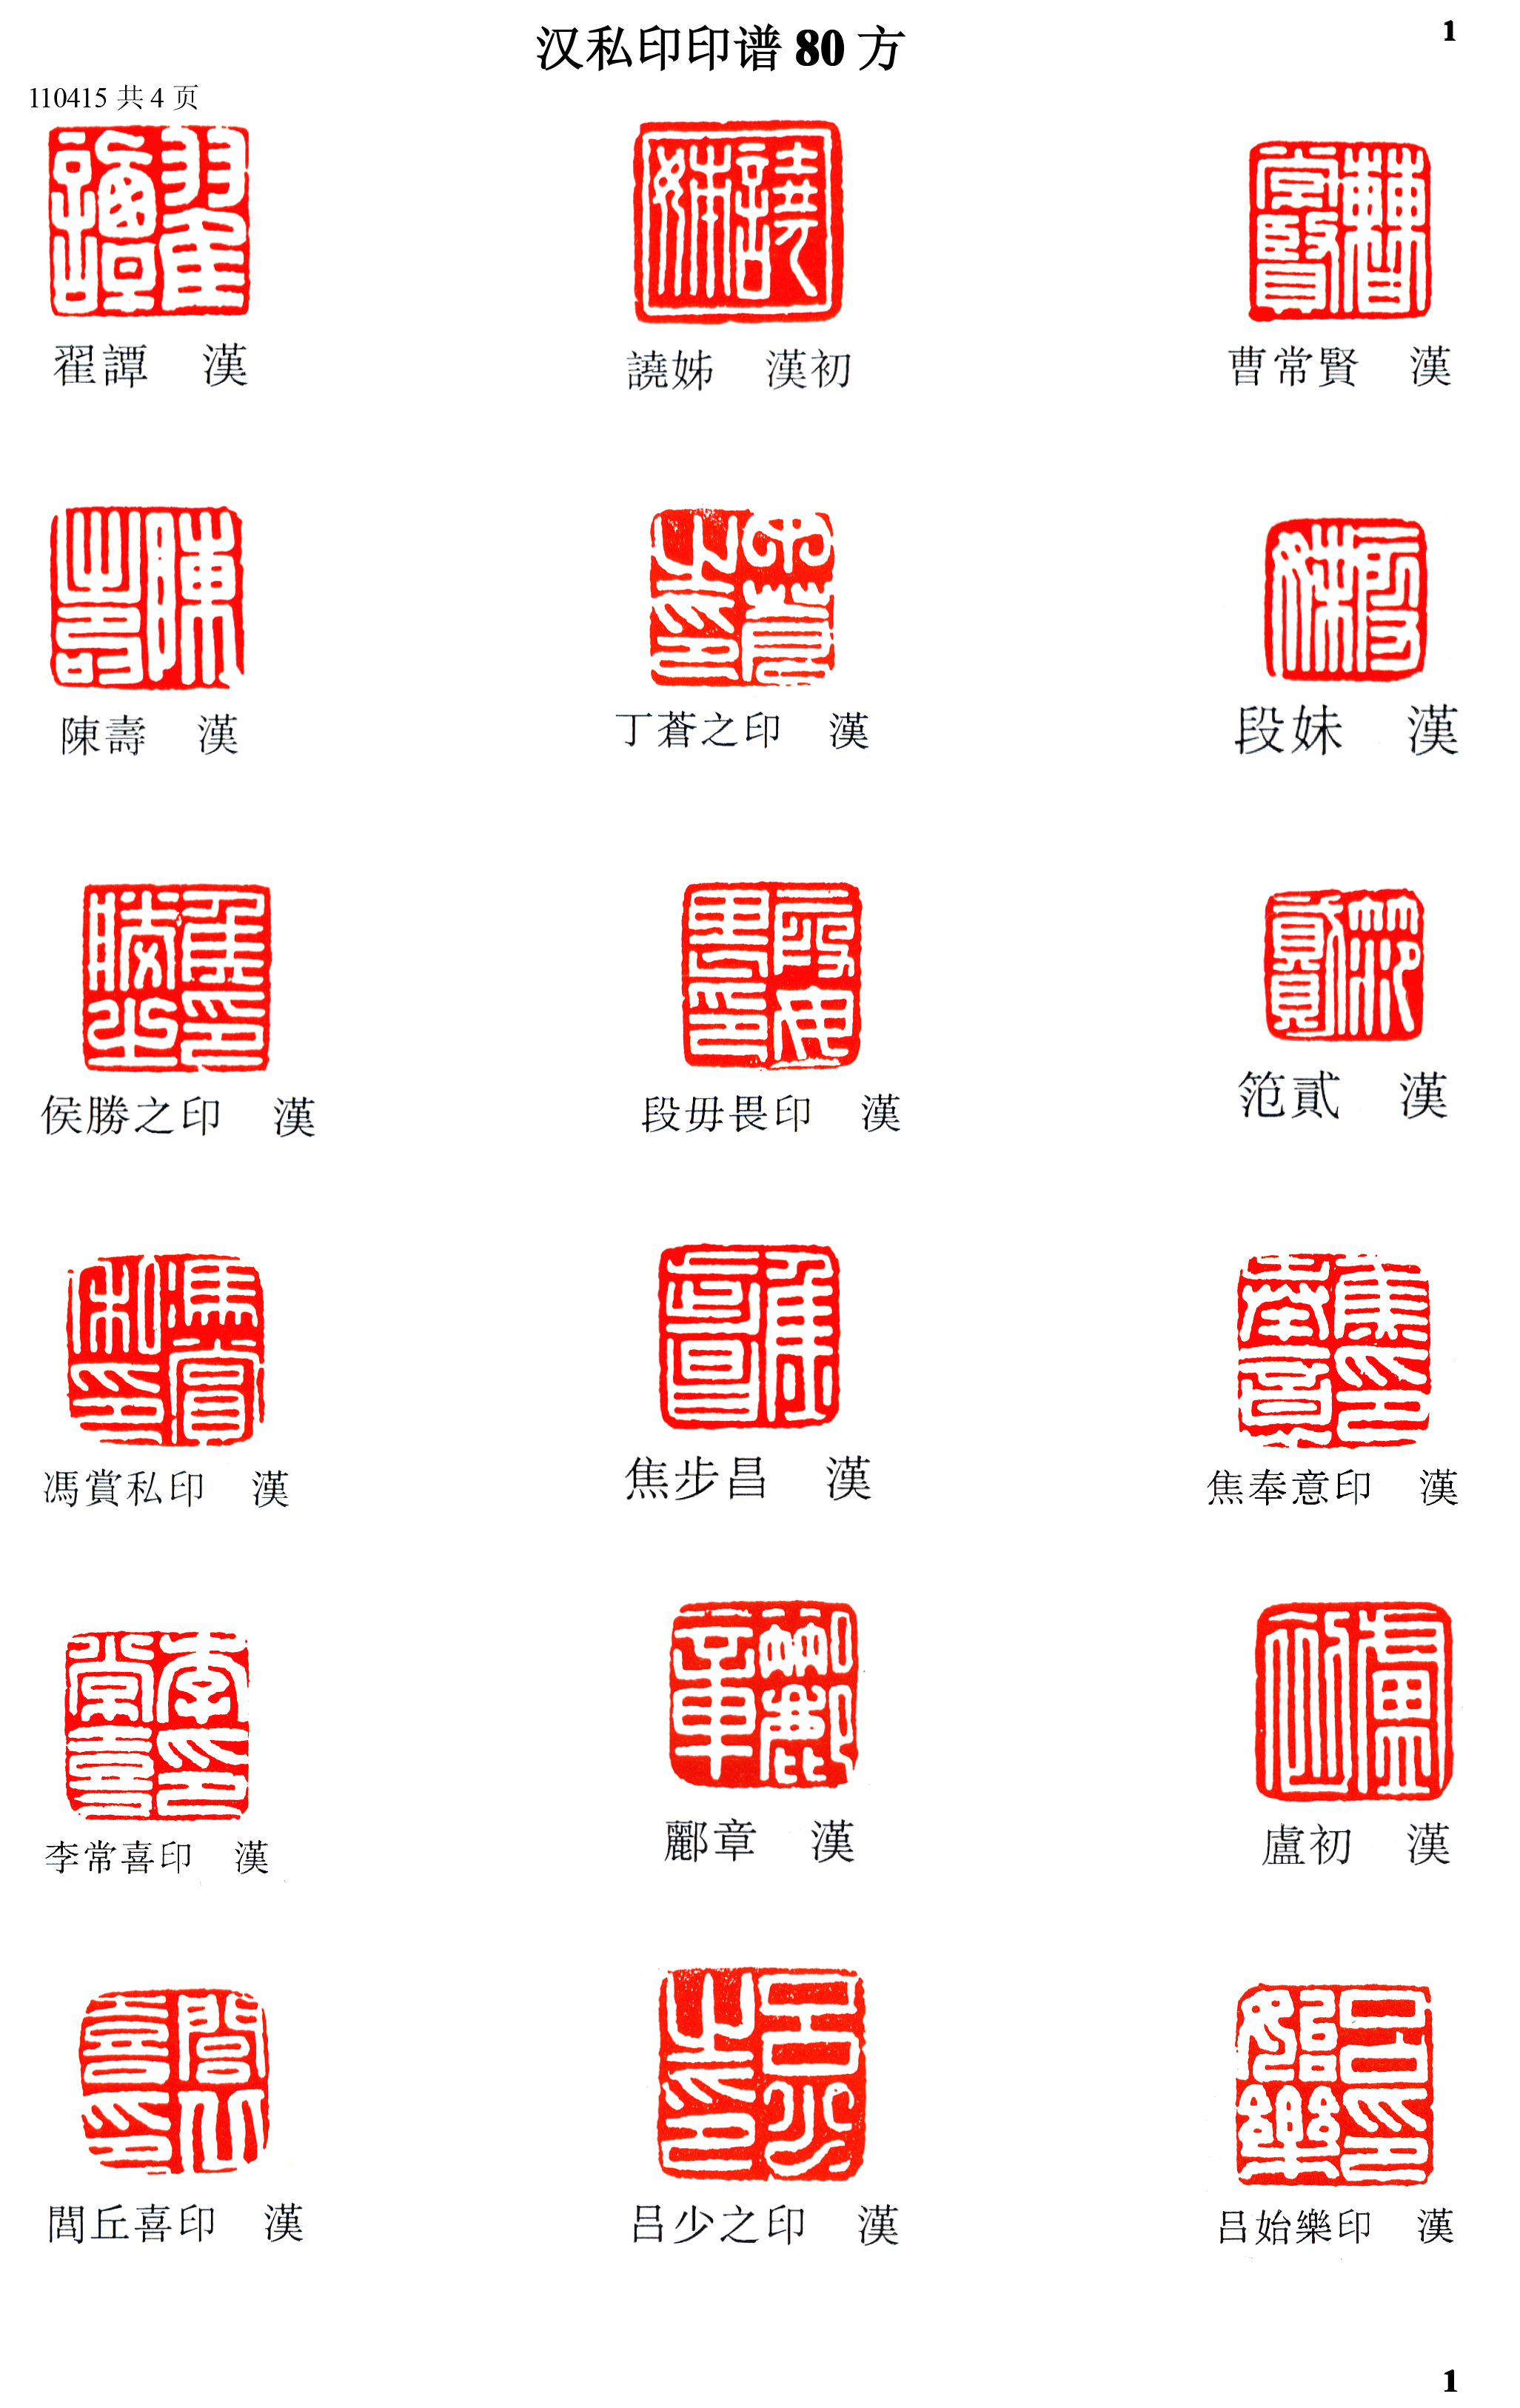 汉私印印谱 80 方
1
110415 共 4 页
翟譚 漢
譊姊 漢初
曹常賢 漢
陳壽 漢
丁蒼之印 漢
段妹 漢
侯勝之印 漢
段毋畏印 漢
笵貳 漢
馮賞私印 漢
焦步昌 漢
焦奉意印 漢
李常喜印 漢
酈章 漢
盧初 漢
閭丘喜印 漢
呂少之印 漢
呂始樂印 漢
1